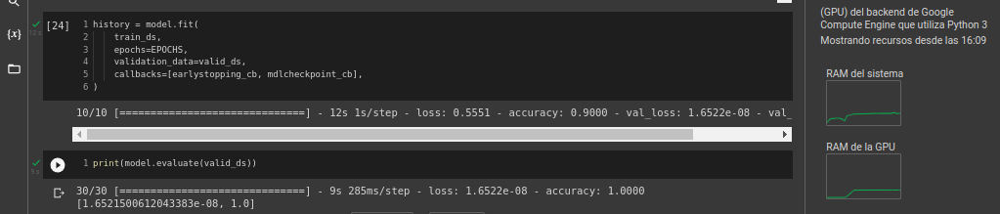 [24] 1 history = model.fit(
2 train_ds,
3 epochs=EPOCHS,
4 validation_data=valid_ds,
5 callbacks=[earlystopping_cb, mdlcheckpoint_cb],
6 )
12 s
{x}
10/10 [==============================] - 12s 1s/step - loss: 0.5551 - accuracy: 0.9000 - val_loss: 1.6522e-08 - val_
1 print(model.evaluate(valid_ds))
9 s
30/30 [==============================] - 9s 285ms/step - loss: 1.6522e-08 - accuracy: 1.0000
[1.6521500612043383e-08, 1.0]
(GPU) del backend de Google
Compute Engine que utiliza Python 3
Mostrando recursos desde las 16:09
RAM del sistema
RAM de la GPU